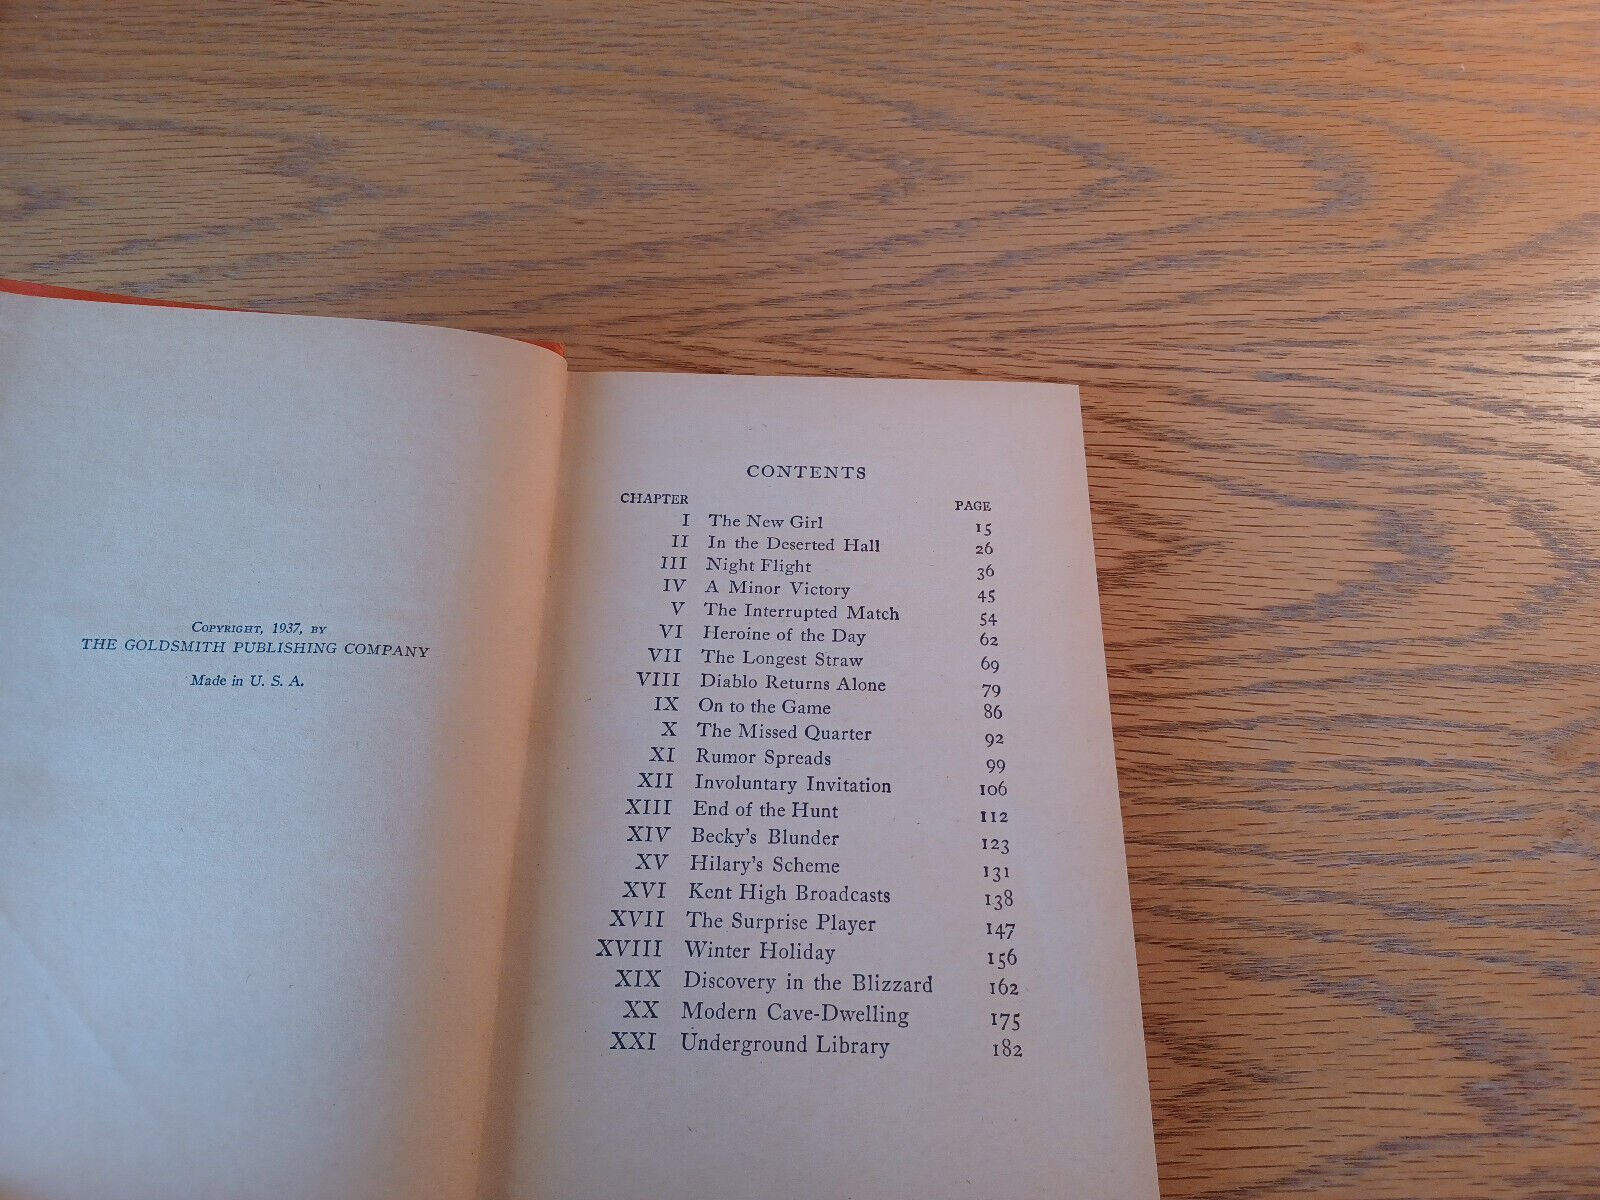 COPYRIGHT, 1937, BY
THE GOLDSMITH PUBLISHING COMPANY
Made in U. S. A.
CONTENTS
CHAPTER PAGE
I The New Girl 15
II In the Deserted Hall 26
III Night Flight 36
IV A Minor Victory 45
V The Interrupted Match 54
VI Heroine of the Day 62
VII The Longest Straw 69
VIII Diablo Returns Alone 79
IX On to the Game 86
X The Missed Quarter 92
XI Rumor Spreads 99
XII Involuntary Invitation 106
XIII End of the Hunt 112
XIV Becky's Blunder 123
XV Hilary's Scheme 131
XVI Kent High Broadcasts 138
XVII The Surprise Player 147
XVIII Winter Holiday 156
XIX Discovery in the Blizzard 162
XX Modern Cave-Dwelling 175
XXI Underground Library 182